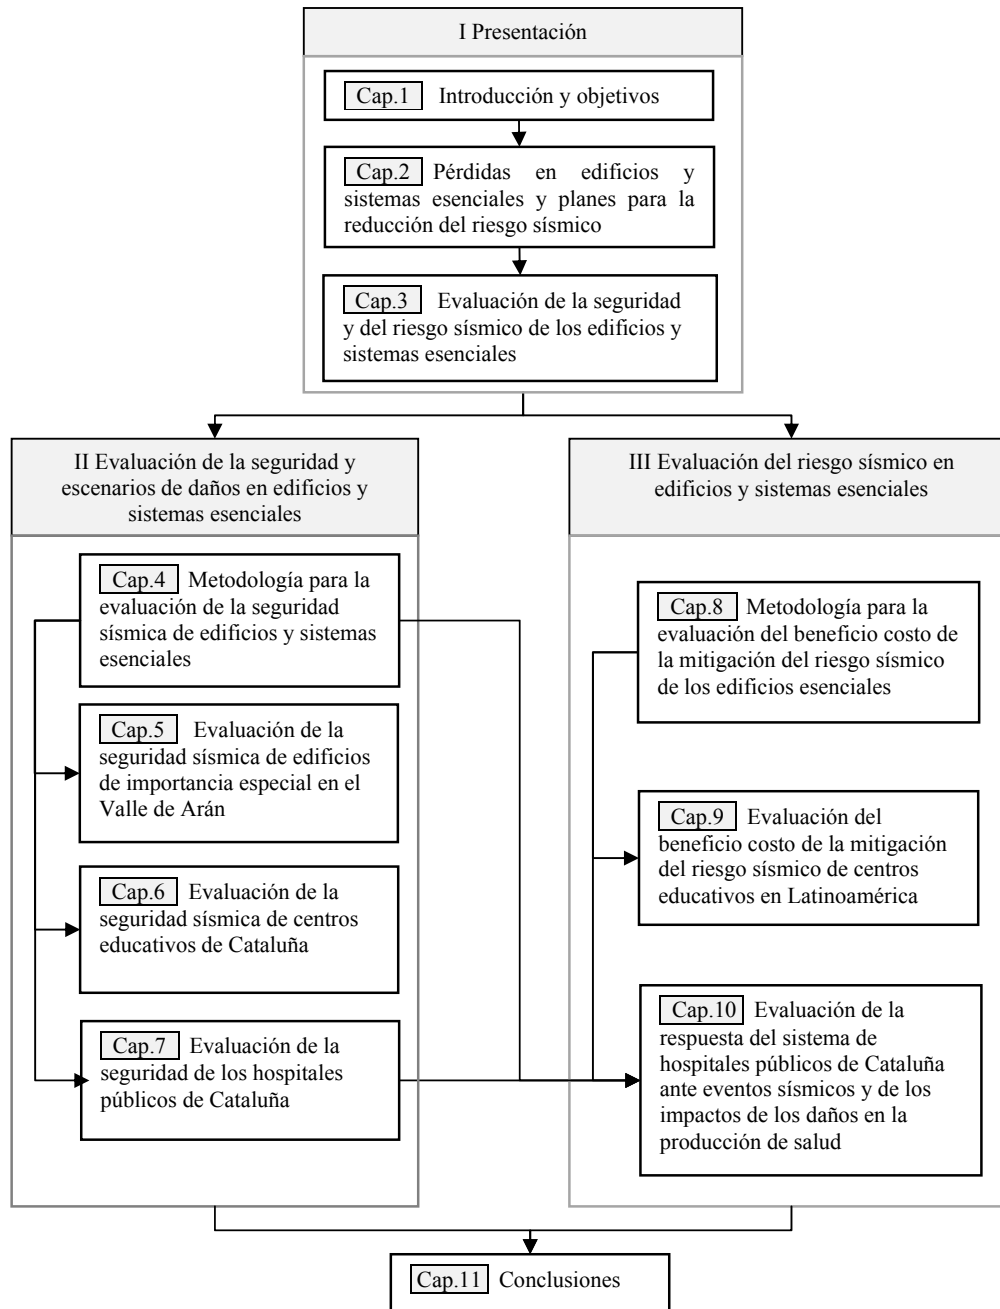 I Presentación
Cap.1 Introducción y objetivos
Cap.2 Pérdidas en edificios y
sistemas esenciales y planes para la
reducción del riesgo sísmico
Cap.3 Evaluación de la seguridad
y del riesgo sísmico de los edificios y
sistemas esenciales
II Evaluación de la seguridad y
escenarios de daños en edificios y
sistemas esenciales
Cap.4 Metodología para la
evaluación de la seguridad
sísmica de edificios y sistemas
esenciales
Cap.5 Evaluación de la
seguridad sísmica de edificios
de importancia especial en el
Valle de Arán
Cap.6 Evaluación de la
seguridad sísmica de centros
educativos de Cataluña
Cap.7 Evaluación de la
seguridad de los hospitales
públicos de Cataluña
III Evaluación del riesgo sísmico en
edificios y sistemas esenciales
Cap.8 Metodología para la
evaluación del beneficio costo de
la mitigación del riesgo sísmico
de los edificios esenciales
Cap.9 Evaluación del
beneficio costo de la mitigación
del riesgo sísmico de centros
educativos en Latinoamérica
Cap.10 Evaluación de la
respuesta del sistema de
hospitales públicos de Cataluña
ante eventos sísmicos y de los
impactos de los daños en la
producción de salud
Cap.11 Conclusiones